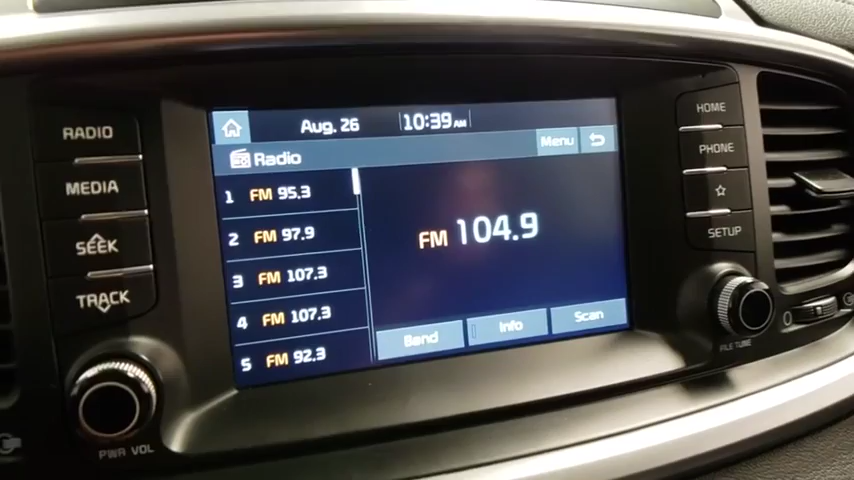 RADIO
MEDIA
SEEK
TRACK
PWR VOL
Aug. 26 10:39 AM
Radio Menu
1 FM 95.3
2 FM 97.9
3 FM 107.3
4 FM 107.3
5 FM 92.3
FM 104.9
Band Info Scan
HOME
PHONE
SETUP
FILE TUNE